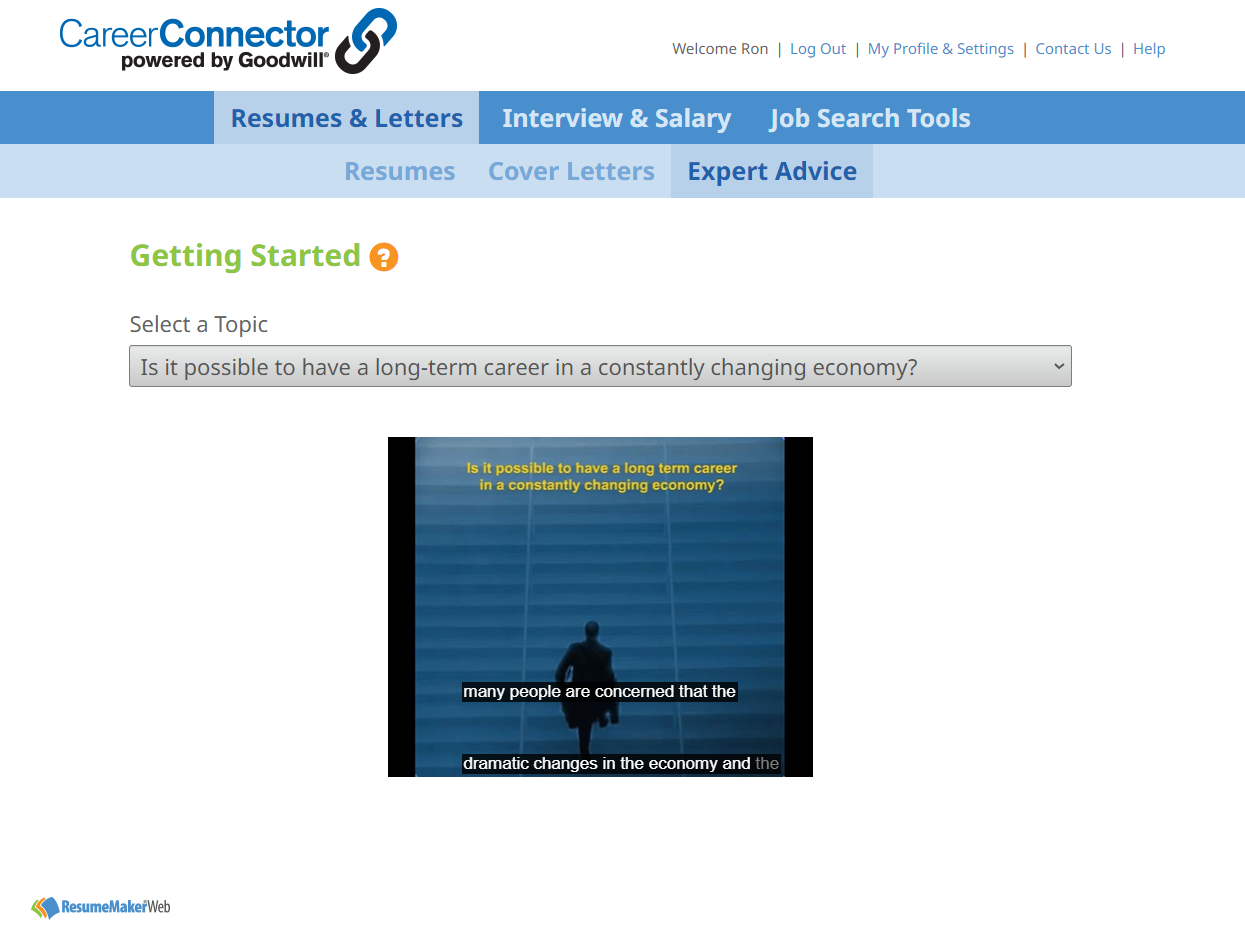 CareerConnector
powered by Goodwill®
Welcome Ron | Log Out | My Profile & Settings | Contact Us | Help
Resumes & Letters Interview & Salary Job Search Tools
Resumes Cover Letters Expert Advice
Getting Started ?
Select a Topic
Is it possible to have a long-term career in a constantly changing economy?
Is it possible to have a long term career
in a constantly changing economy?
many people are concerned that the
dramatic changes in the economy and the
ResumeMaker®Web